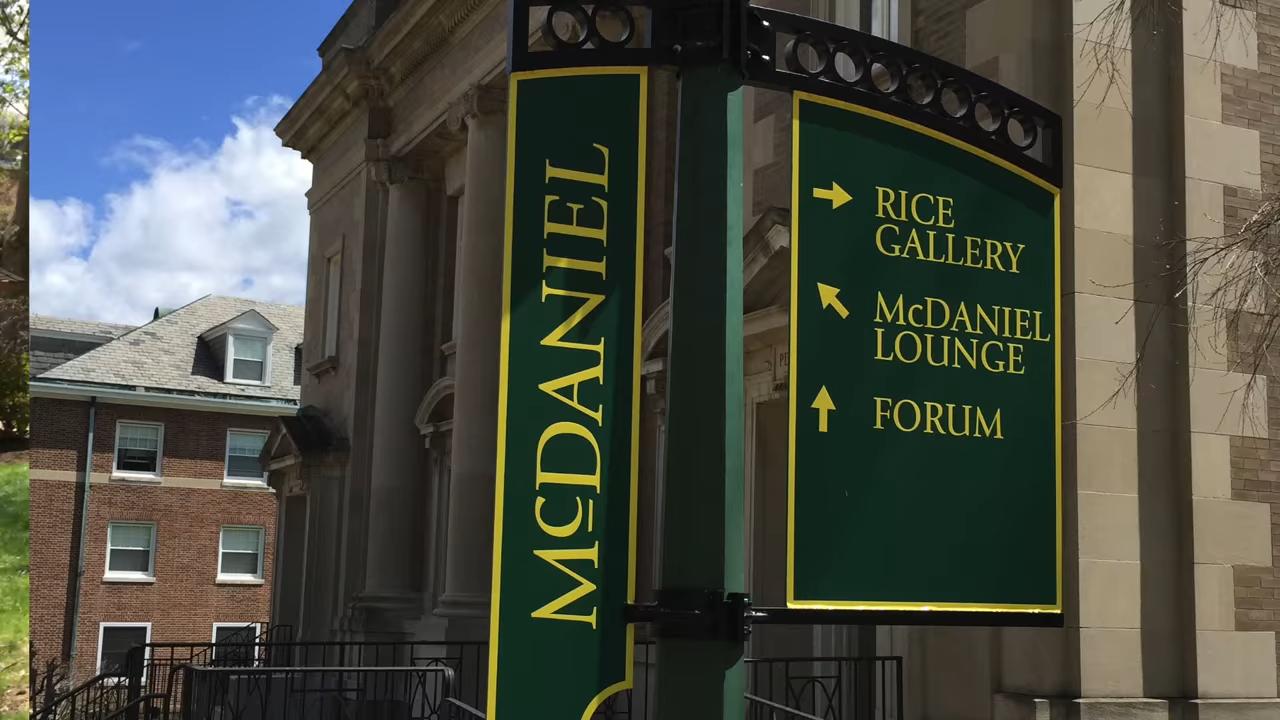 McDANIEL
RICE
GALLERY
McDANIEL
LOUNGE
FORUM